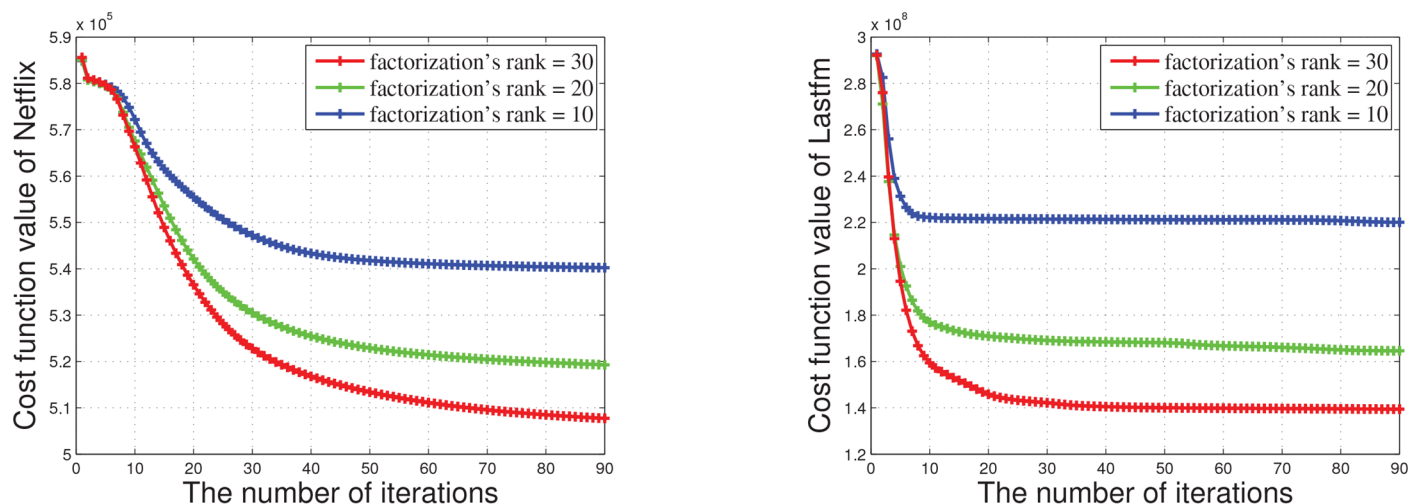 x 10^5
5.9
5.8
5.7
5.6
5.5
5.4
5.3
5.2
5.1
5
Cost function value of Netflix
factorization's rank = 30
factorization's rank = 20
factorization's rank = 10
0 10 20 30 40 50 60 70 80 90
The number of iterations
x 10^8
3
2.8
2.6
2.4
2.2
2
1.8
1.6
1.4
1.2
Cost function value of Lastfm
factorization's rank = 30
factorization's rank = 20
factorization's rank = 10
0 10 20 30 40 50 60 70 80 90
The number of iterations